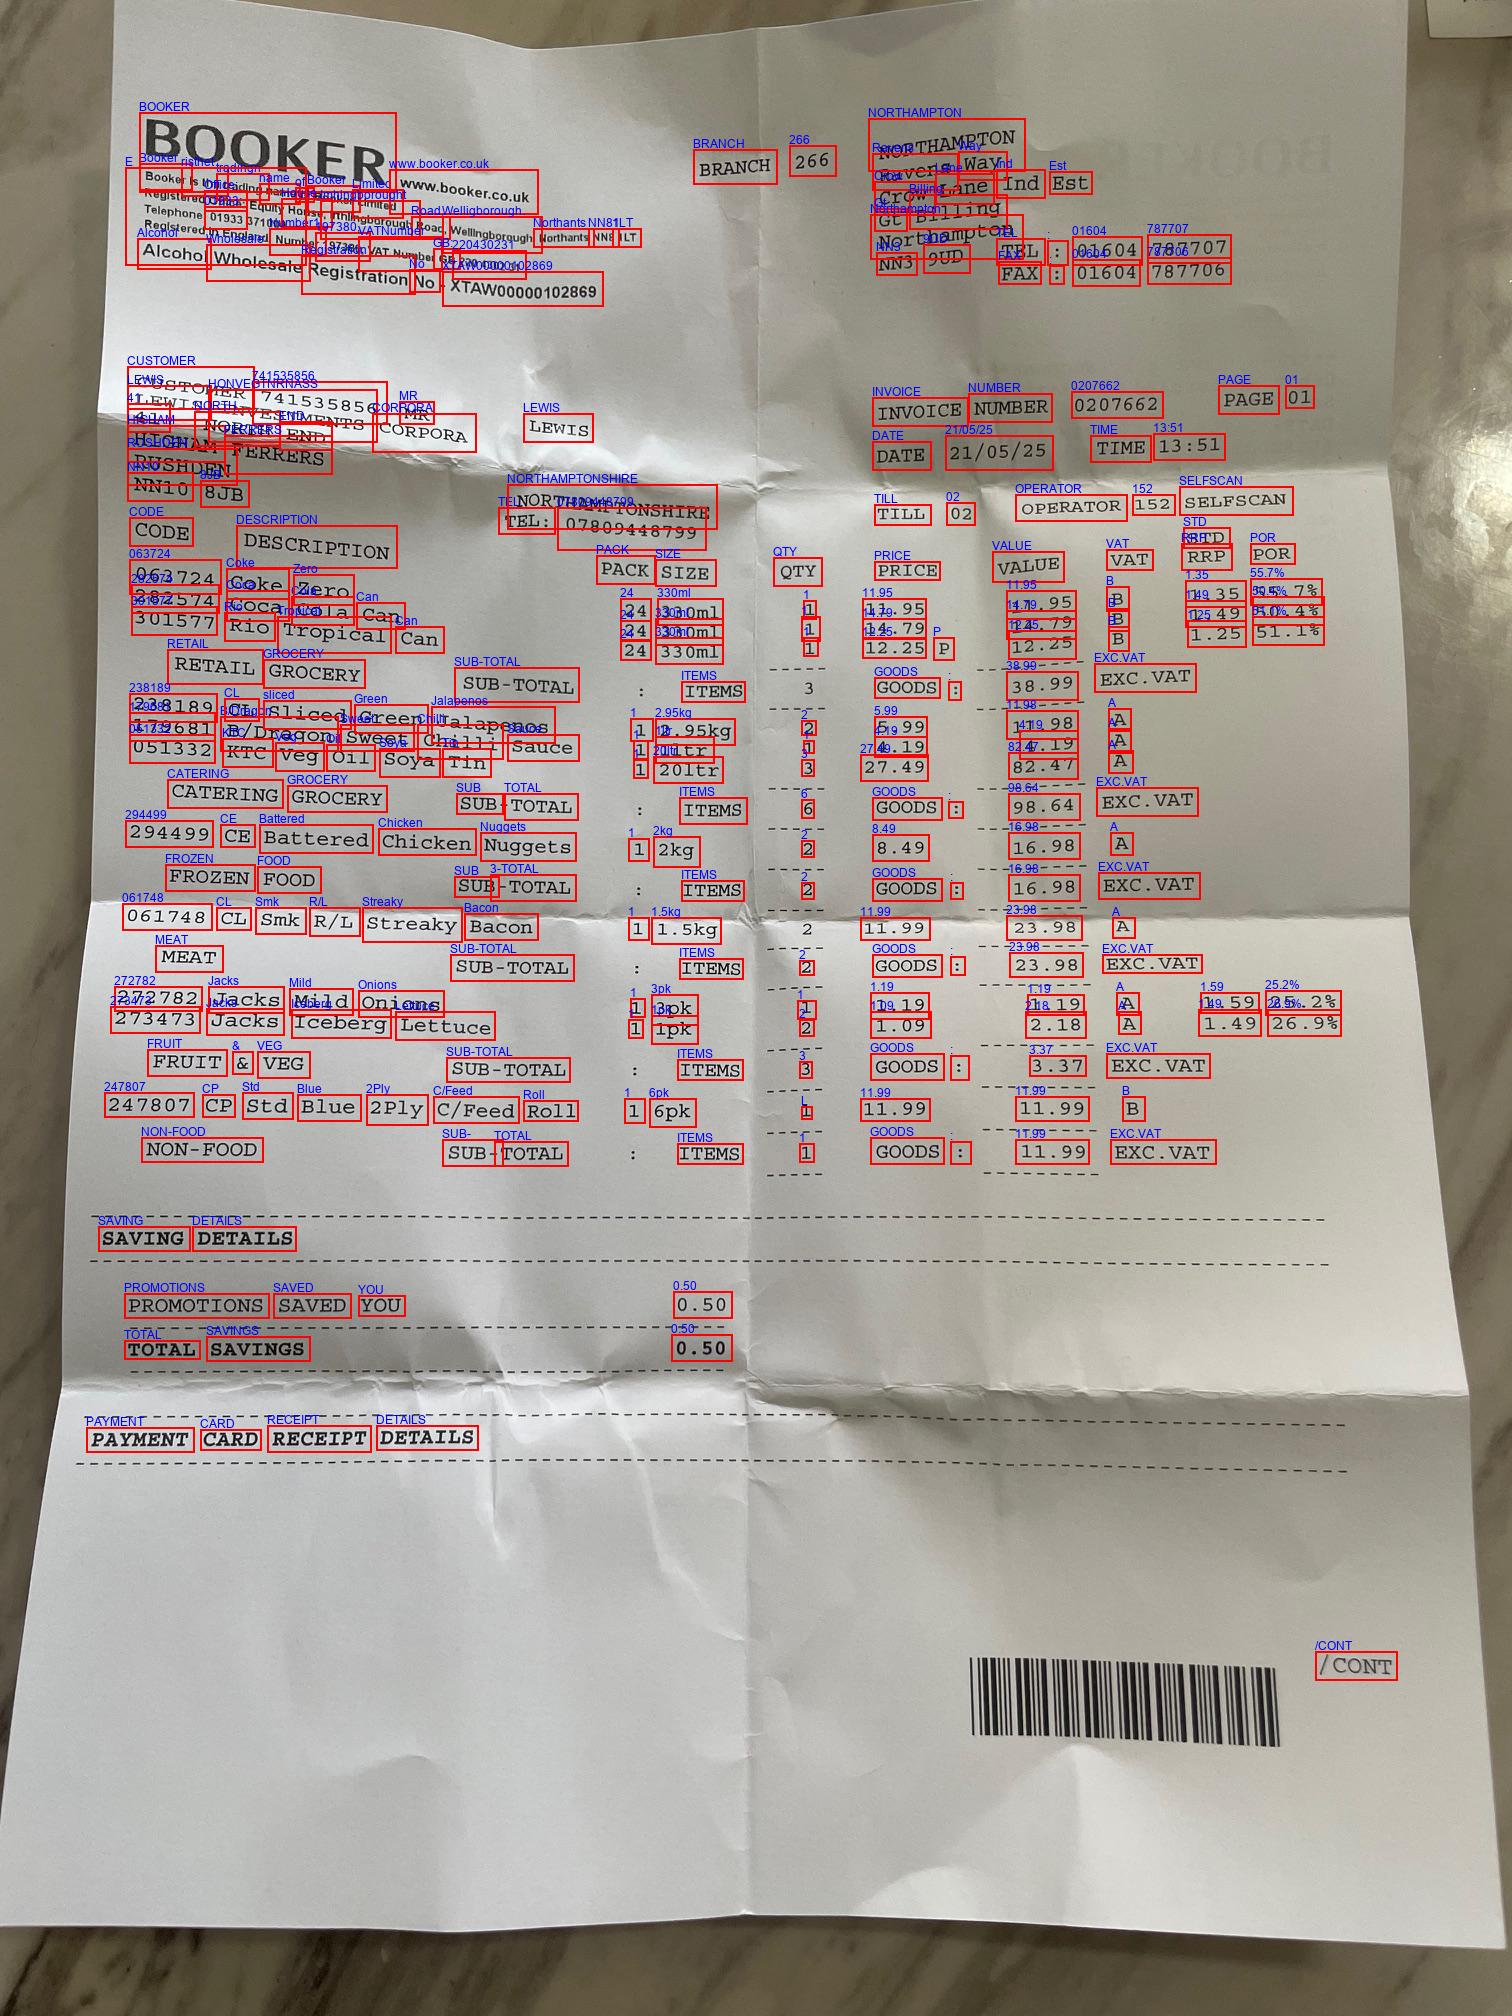 BOOKER
www.booker.co.uk
Booker is the trading name of Booker Limited
Registered Office: Equity House, Irthlingborough Road, Wellingborough, Northants NN8 1LT
Telephone: 01933 371000
Registered in England Number 197380 VAT Number GB 220430231
Alcohol Wholesale Registration No - XTAW00000102869
BRANCH 266
NORTHAMPTON
Ravens Way
Crow Lane Ind Est
Gt Billing
Northampton
NN3 9UD
TEL : 01604 787707
FAX : 01604 787706
CUSTOMER 741535856 MR CORPORA LEWIS
41 NORTH END
HIGHAM FERRERS
RUSHDEN
NORTHAMPTONSHIRE
NN10 8JB TEL: 07809448799
INVOICE NUMBER 0207662 PAGE 01
DATE 21/05/25 TIME 13:51
TILL 02 OPERATOR 152 SELFSCAN
CODE DESCRIPTION PACK SIZE QTY PRICE VALUE VAT STD RRP POR
063724 Coke Zero 24 330ml 1 11.95 11.95 B 1.35 55.7%
282574 Coca Cola Can 24 330ml 1 14.79 14.79 B 1.49 50.4%
301577 Rio Tropical Can 24 330ml 1 12.25 P 12.25 B 1.25 51.1%
RETAIL GROCERY SUB-TOTAL : ITEMS 3 GOODS : 38.99 EXC.VAT
238189 CL Sliced Green Jalapenos 1 2.95kg 2 5.99 11.98 A
179681 B/Dragon Sweet Chilli Sauce 1 1ltr 1 4.19 4.19 A
051332 KTC Veg Oil Soya Tin 1 20ltr 3 27.49 82.47 A
CATERING GROCERY SUB-TOTAL : ITEMS 6 GOODS : 98.64 EXC.VAT
294499 CE Battered Chicken Nuggets 1 2kg 2 8.49 16.98 A
FROZEN FOOD SUB-TOTAL : ITEMS 2 GOODS : 16.98 EXC.VAT
061748 CL Smk R/L Streaky Bacon 1 1.5kg 2 11.99 23.98 A
MEAT SUB-TOTAL : ITEMS 2 GOODS : 23.98 EXC.VAT
272782 Jacks Mild Onions 1 3pk 1 1.19 1.19 A 1.59 25.2%
273473 Jacks Iceberg Lettuce 1 1pk 2 1.09 2.18 A 1.49 26.9%
FRUIT & VEG SUB-TOTAL : ITEMS 3 GOODS : 3.37 EXC.VAT
247807 CP Std Blue 2Ply C/Feed Roll 1 6pk 1 11.99 11.99 B
NON-FOOD SUB-TOTAL : ITEMS 1 GOODS : 11.99 EXC.VAT
SAVING DETAILS
PROMOTIONS SAVED YOU 0.50
TOTAL SAVINGS 0.50
PAYMENT CARD RECEIPT DETAILS
/CONT